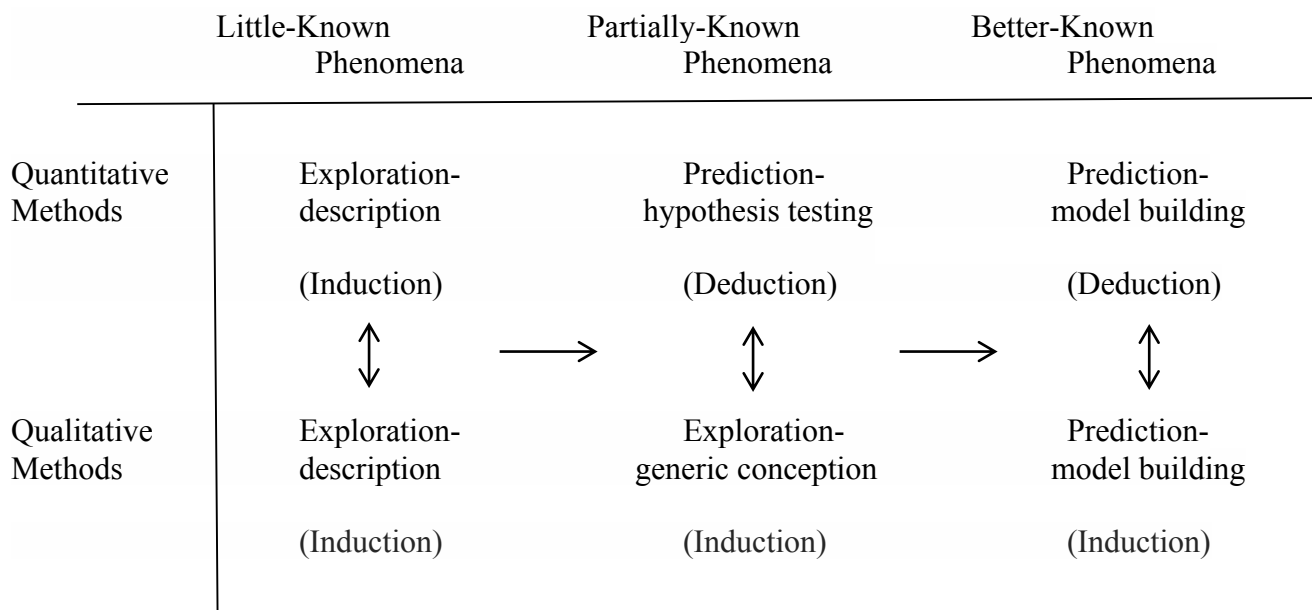 Little-Known Partially-Known Better-Known
Phenomena Phenomena Phenomena
Quantitative Exploration- Prediction- Prediction-
Methods description hypothesis testing model building
(Induction) (Deduction) (Deduction)
Qualitative Exploration- Exploration- Prediction-
Methods description generic conception model building
(Induction) (Induction) (Induction)